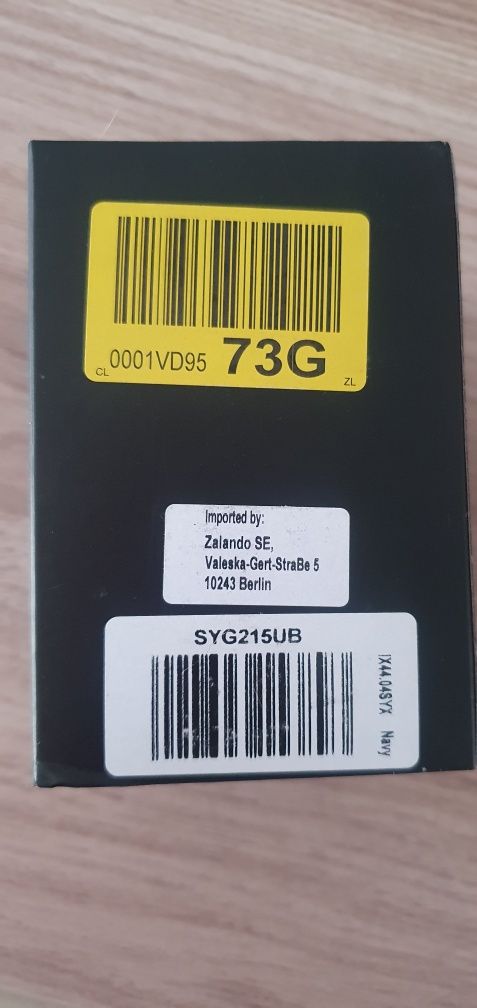 0001VD95 73G
CL
ZL
Imported by:
Zalando SE,
Valeska-Gert-StraBe 5
10243 Berlin
SYG215UB
IX44.04SYX Navy